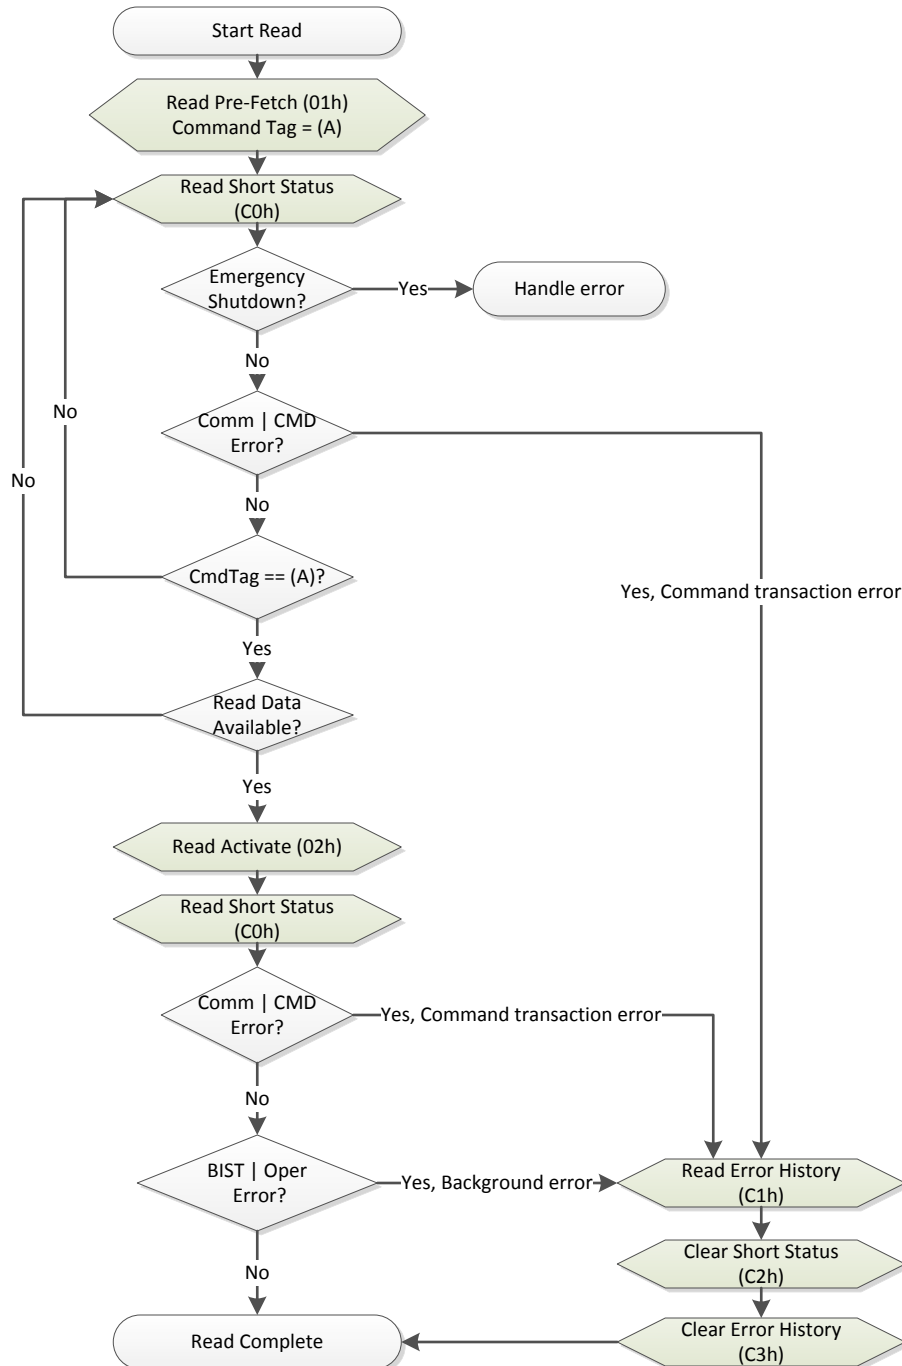 Start Read
Read Pre-Fetch (01h)
Command Tag = (A)
Read Short Status
(C0h)
Emergency
Shutdown?
Yes
Handle error
No
Comm | CMD
Error?
No
No
No
CmdTag == (A)?
Yes, Command transaction error
Yes
Read Data
Available?
Yes
Read Activate (02h)
Read Short Status
(C0h)
Comm | CMD
Error?
Yes, Command transaction error
No
BIST | Oper
Error?
Yes, Background error
Read Error History
(C1h)
Clear Short Status
(C2h)
No
Read Complete
Clear Error History
(C3h)